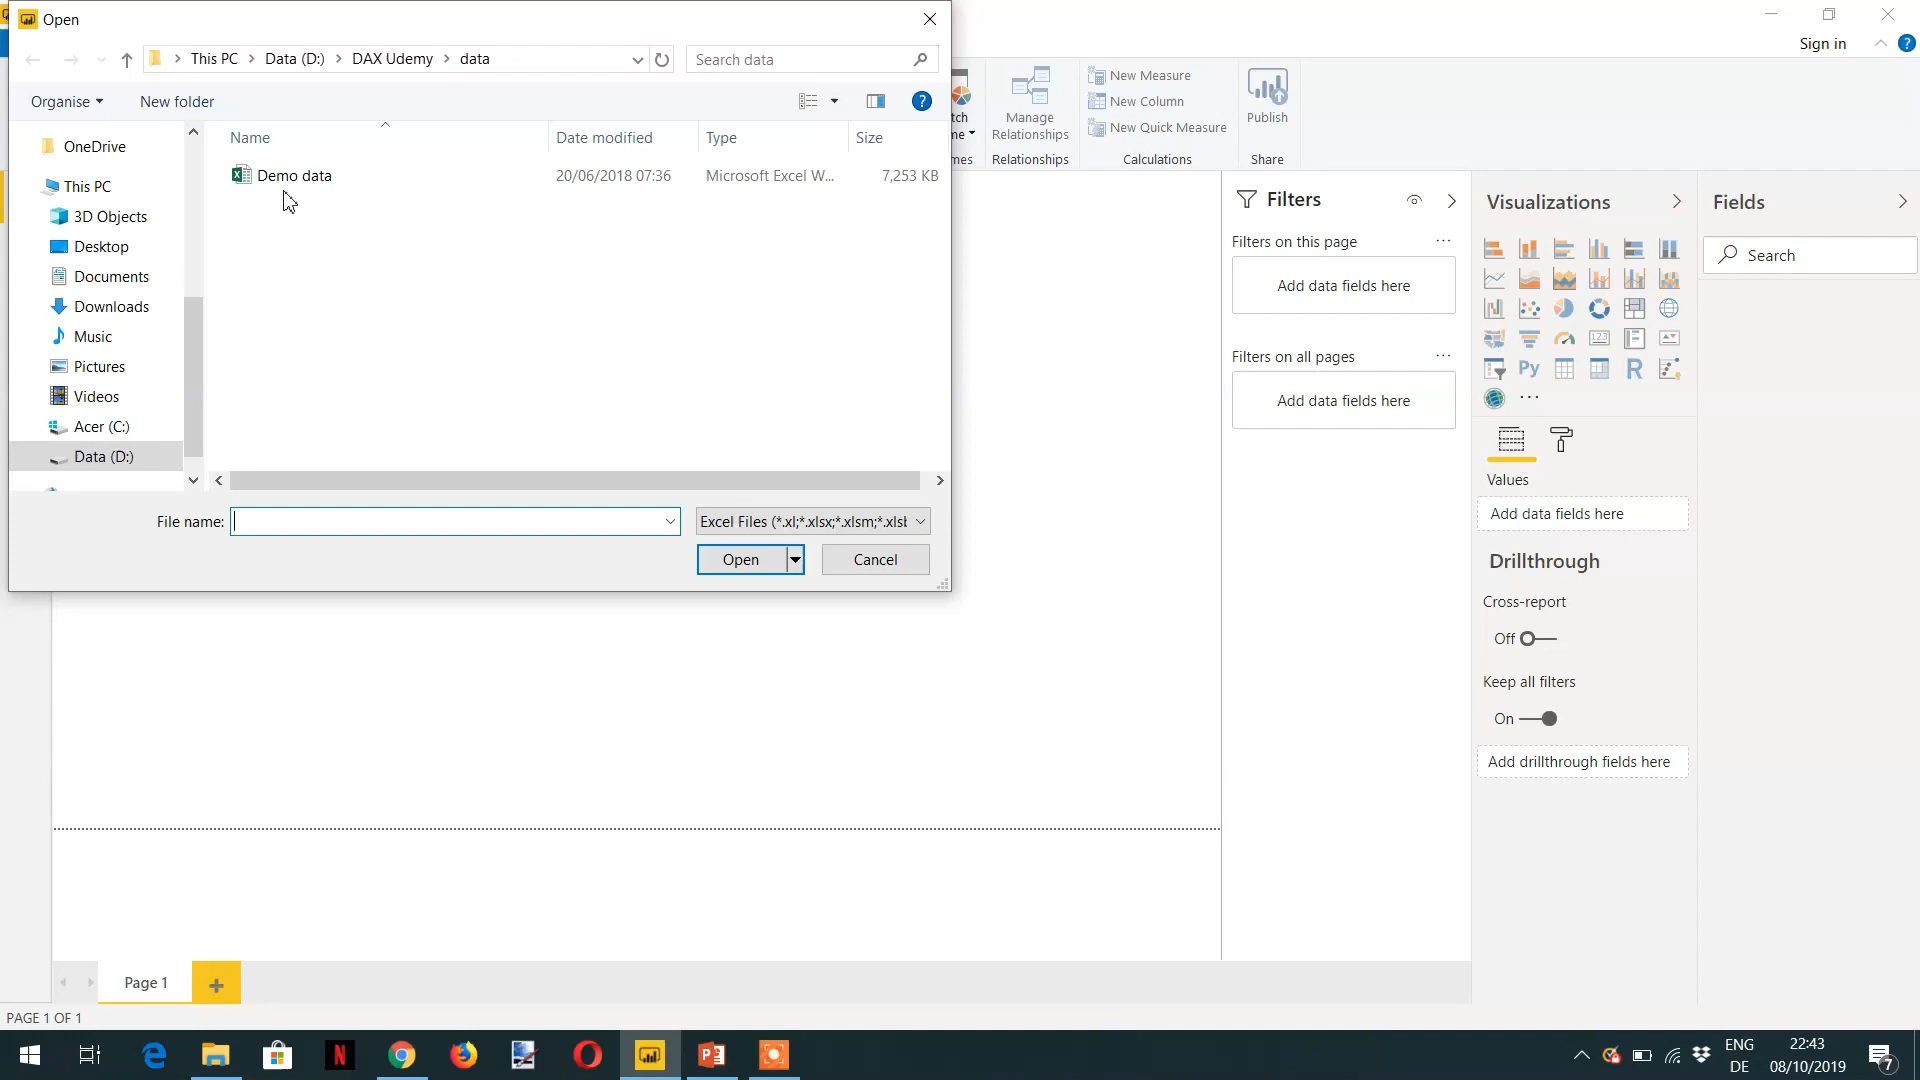 Open
Sign in
This PC
Data (D:)
DAX Udemy
data
Search data
Organise
New folder
New Measure
New Column
New Quick Measure
Calculations
Manage
Relationships
Relationships
Publish
Share
tch
me
mes
Name
Date modified
Type
Size
Demo data
20/06/2018 07:36
Microsoft Excel W...
7,253 KB
OneDrive
This PC
3D Objects
Desktop
Documents
Downloads
Music
Pictures
Videos
Acer (C:)
Data (D:)
File name:
Excel Files (*.xl;*.xlsx;*.xlsm;*.xlsb
Open
Cancel
Filters
Filters on this page
...
Add data fields here
Filters on all pages
...
Add data fields here
Visualizations
123
Py
R
...
Values
Add data fields here
Drillthrough
Cross-report
Off
Keep all filters
On
Add drillthrough fields here
Fields
Search
Page 1
PAGE 1 OF 1
ENG
DE
22:43
08/10/2019
7